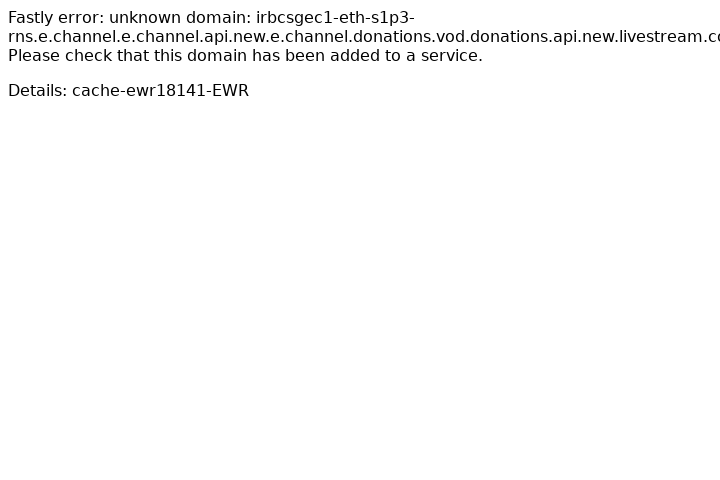 Fastly error: unknown domain: irbcsgec1-eth-s1p3-
rns.e.channel.e.channel.api.new.e.channel.donations.vod.donations.api.new.livestream.co
Please check that this domain has been added to a service.
Details: cache-ewr18141-EWR